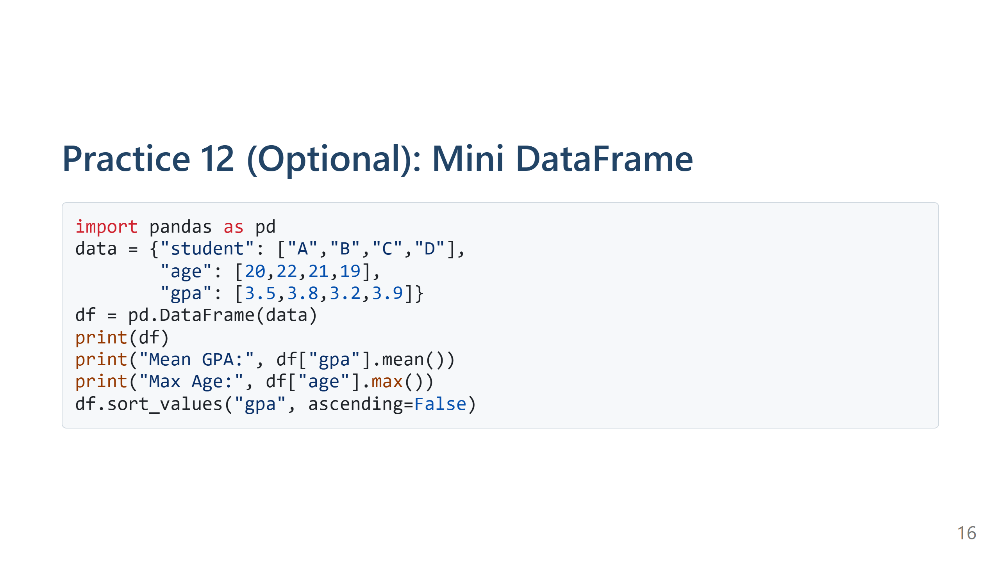 Practice 12 (Optional): Mini DataFrame
import pandas as pd
data = {"student": ["A","B","C","D"],
        "age": [20,22,21,19],
        "gpa": [3.5,3.8,3.2,3.9]}
df = pd.DataFrame(data)
print(df)
print("Mean GPA:", df["gpa"].mean())
print("Max Age:", df["age"].max())
df.sort_values("gpa", ascending=False)
16